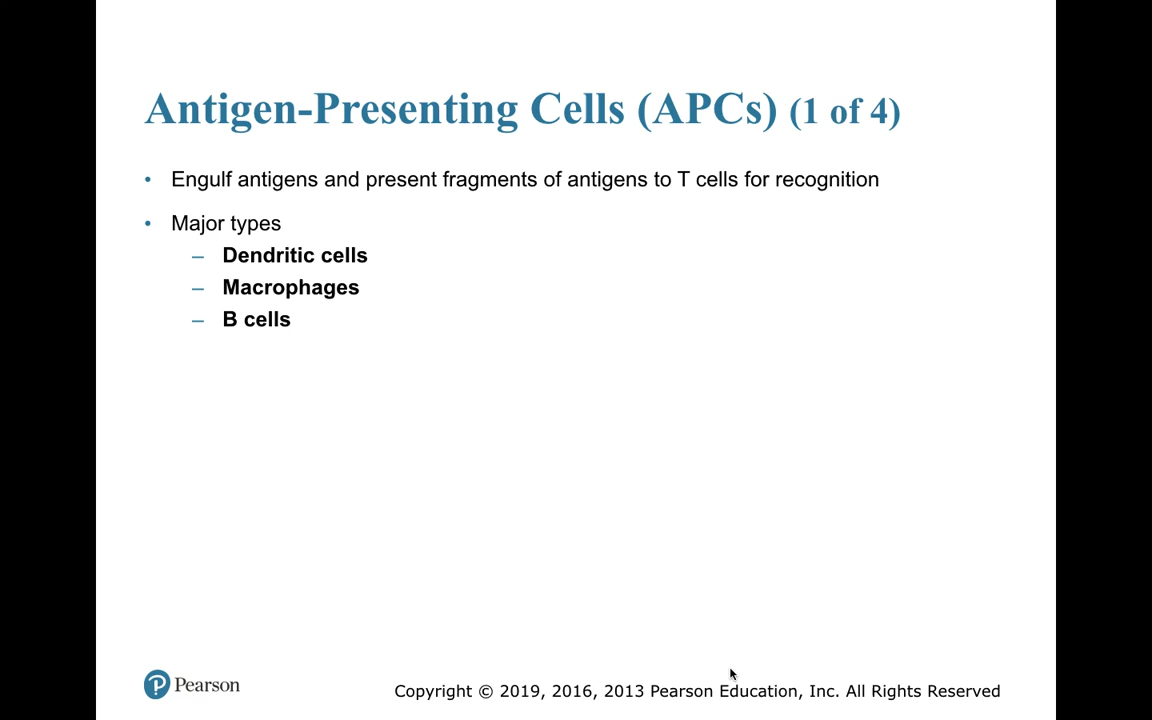 Antigen-Presenting Cells (APCs) (1 of 4)
• Engulf antigens and present fragments of antigens to T cells for recognition
• Major types
– Dendritic cells
– Macrophages
– B cells
P Pearson
Copyright © 2019, 2016, 2013 Pearson Education, Inc. All Rights Reserved